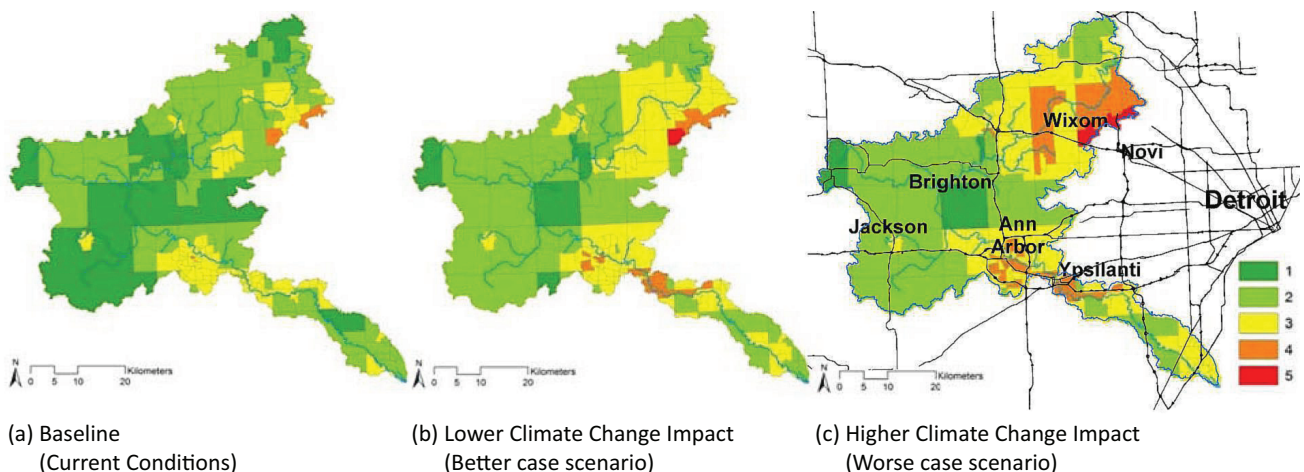 Wixom
Novi
Brighton
Detroit
Jackson
Ann
Arbor
Ypsilanti
1
2
3
4
5
N
0 5 10 20
Kilometers
N
0 5 10 20
Kilometers
N
0 5 10 20
Kilometers
(a) Baseline
(Current Conditions)
(b) Lower Climate Change Impact
(Better case scenario)
(c) Higher Climate Change Impact
(Worse case scenario)